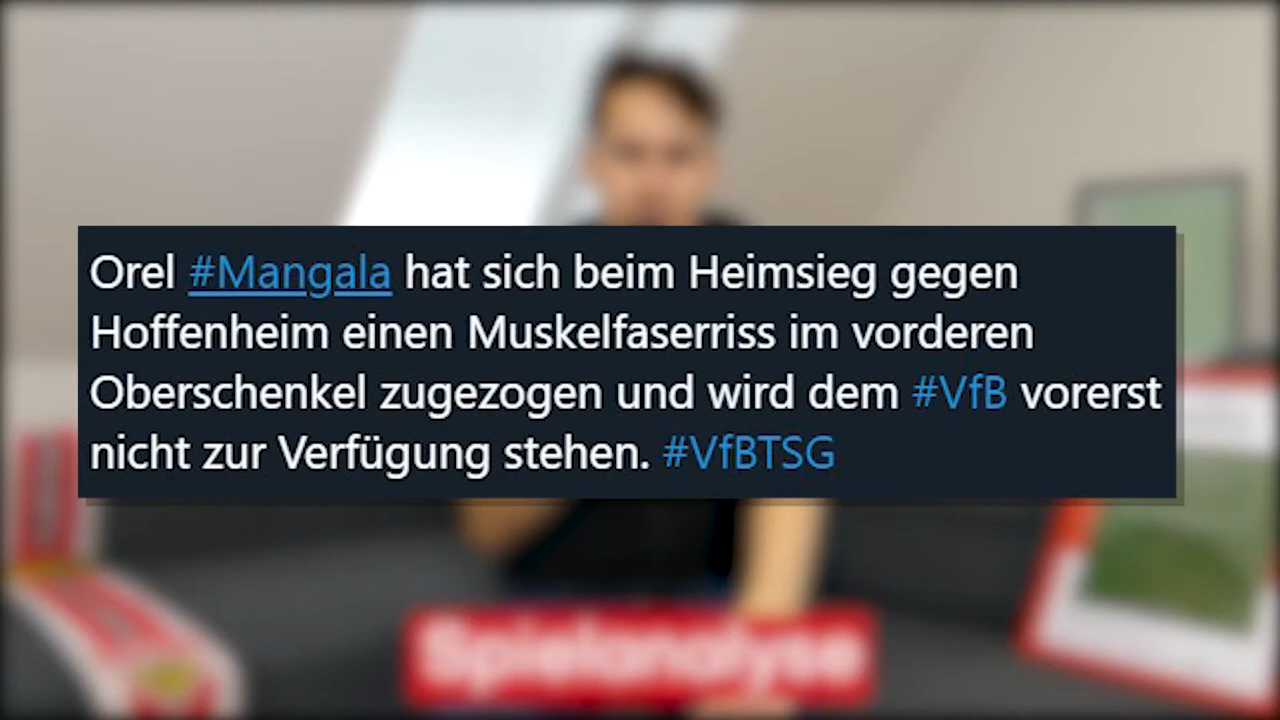 Orel #Mangala hat sich beim Heimsieg gegen
Hoffenheim einen Muskelfaserriss im vorderen
Oberschenkel zugezogen und wird dem #VfB vorerst
nicht zur Verfügung stehen. #VfBTSG
Spielanalyse